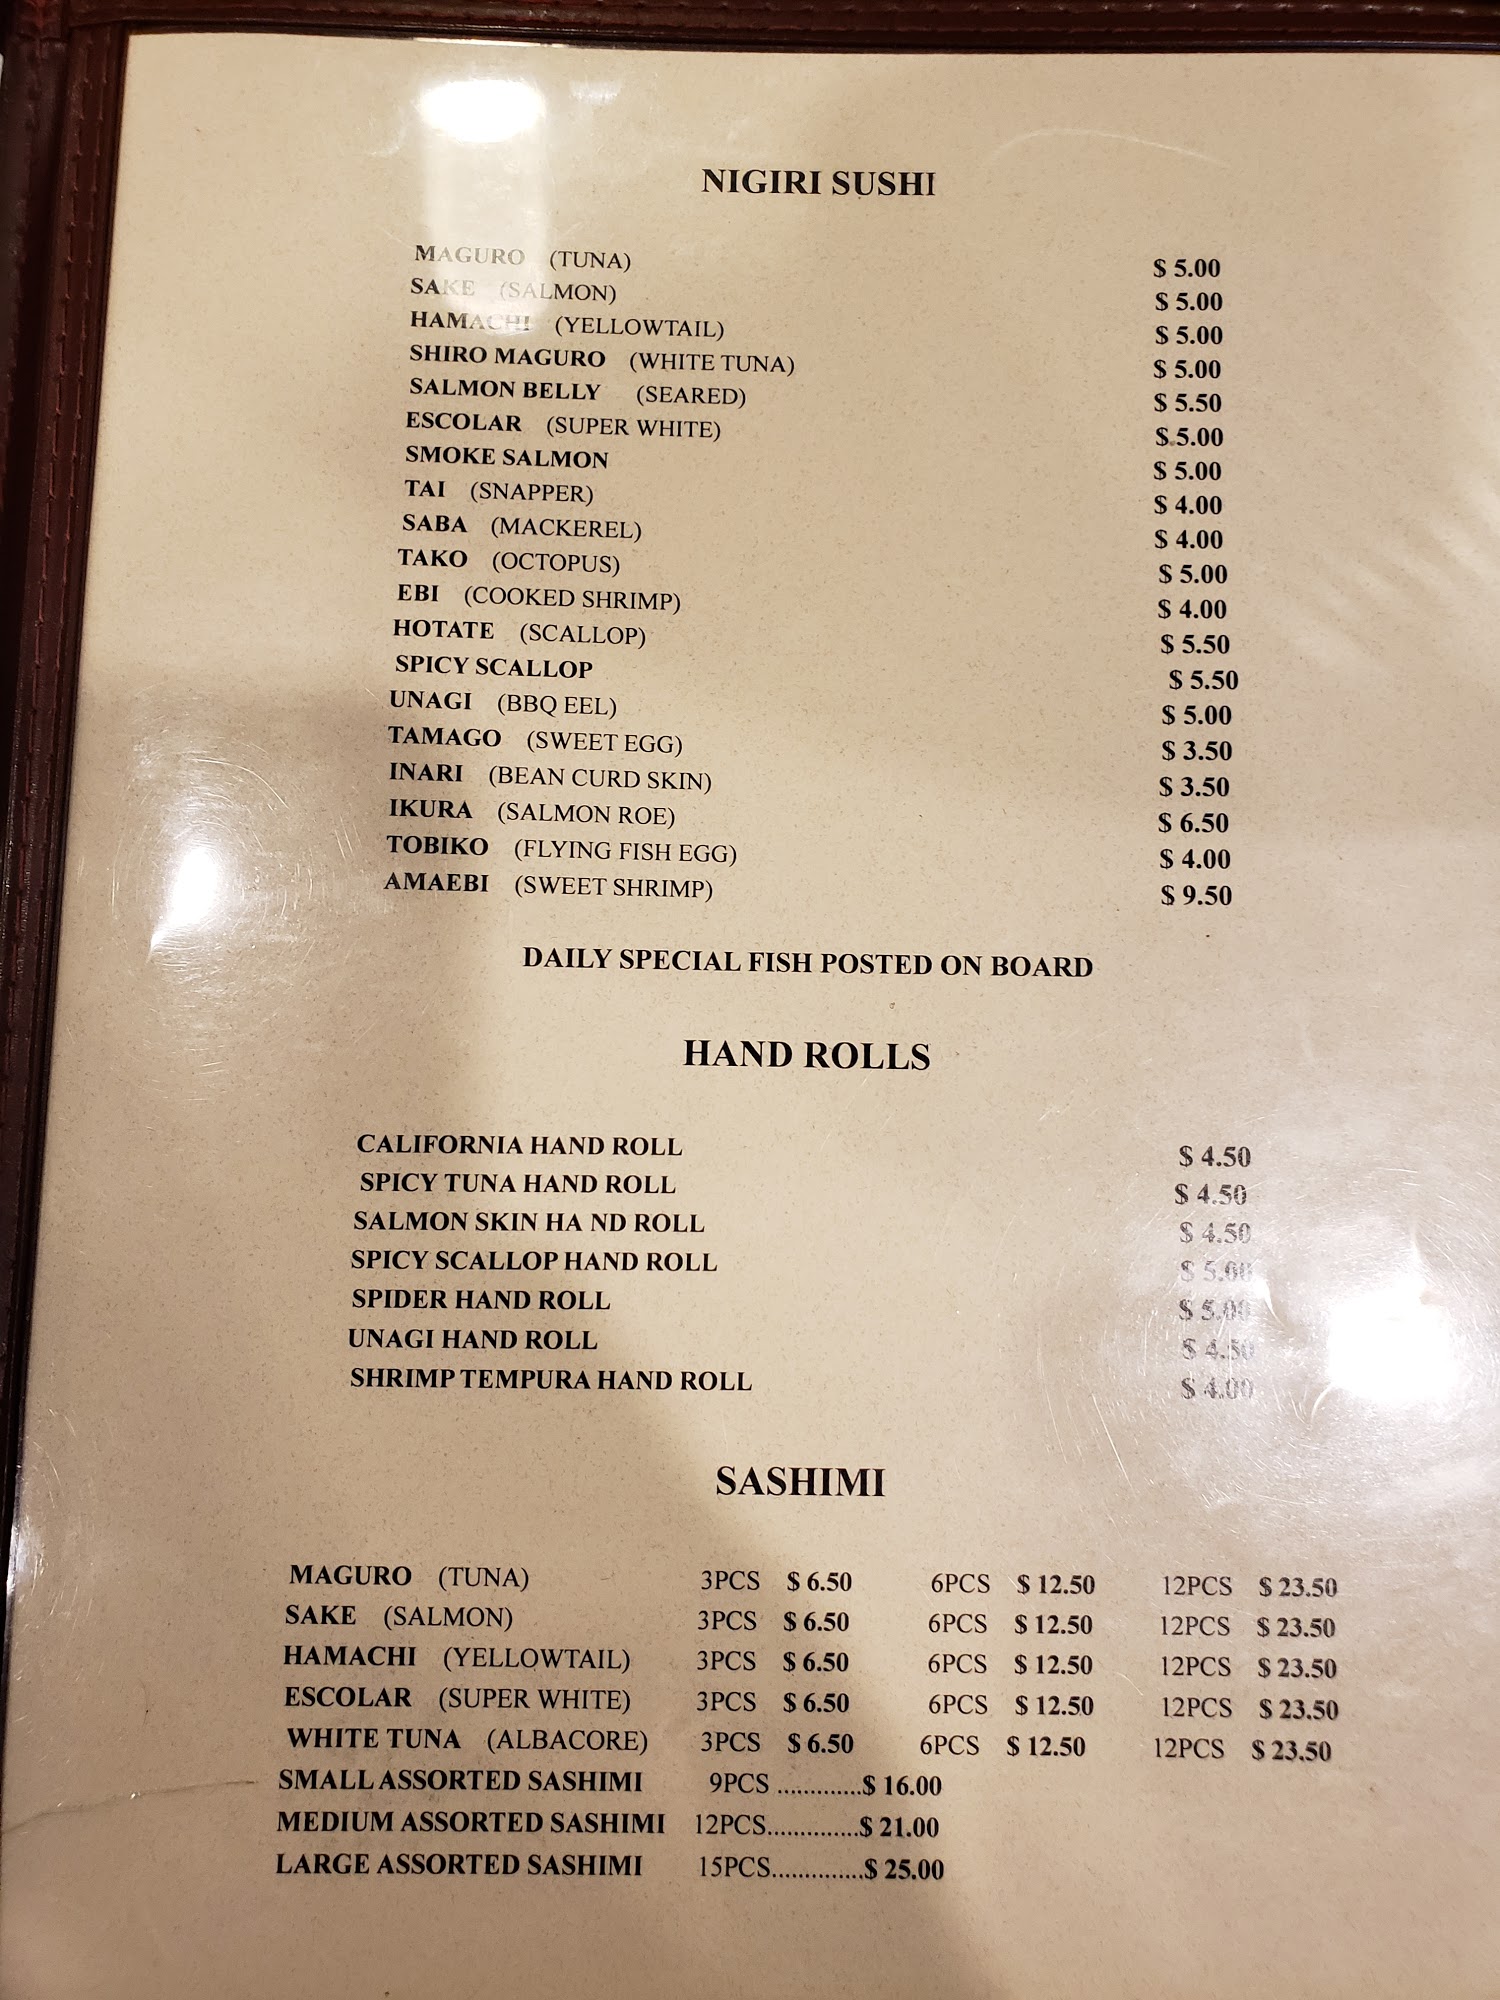 NIGIRI SUSHI
MAGURO (TUNA) $ 5.00
SAKE (SALMON) $ 5.00
HAMACHI (YELLOWTAIL) $ 5.00
SHIRO MAGURO (WHITE TUNA) $ 5.00
SALMON BELLY (SEARED) $ 5.50
ESCOLAR (SUPER WHITE) $ 5.00
SMOKE SALMON $ 5.00
TAI (SNAPPER) $ 4.00
SABA (MACKEREL) $ 4.00
TAKO (OCTOPUS) $ 5.00
EBI (COOKED SHRIMP) $ 4.00
HOTATE (SCALLOP) $ 5.50
SPICY SCALLOP $ 5.50
UNAGI (BBQ EEL) $ 5.00
TAMAGO (SWEET EGG) $ 3.50
INARI (BEAN CURD SKIN) $ 3.50
IKURA (SALMON ROE) $ 6.50
TOBIKO (FLYING FISH EGG) $ 4.00
AMAEBI (SWEET SHRIMP) $ 9.50
DAILY SPECIAL FISH POSTED ON BOARD
HAND ROLLS
CALIFORNIA HAND ROLL $ 4.50
SPICY TUNA HAND ROLL $ 4.50
SALMON SKIN HA ND ROLL $ 4.50
SPICY SCALLOP HAND ROLL $ 5.00
SPIDER HAND ROLL $ 5.00
UNAGI HAND ROLL $ 4.50
SHRIMP TEMPURA HAND ROLL $ 4.00
SASHIMI
MAGURO (TUNA) 3PCS $ 6.50 6PCS $ 12.50 12PCS $ 23.50
SAKE (SALMON) 3PCS $ 6.50 6PCS $ 12.50 12PCS $ 23.50
HAMACHI (YELLOWTAIL) 3PCS $ 6.50 6PCS $ 12.50 12PCS $ 23.50
ESCOLAR (SUPER WHITE) 3PCS $ 6.50 6PCS $ 12.50 12PCS $ 23.50
WHITE TUNA (ALBACORE) 3PCS $ 6.50 6PCS $ 12.50 12PCS $ 23.50
SMALL ASSORTED SASHIMI 9PCS .............$ 16.00
MEDIUM ASSORTED SASHIMI 12PCS..............$ 21.00
LARGE ASSORTED SASHIMI 15PCS..............$ 25.00